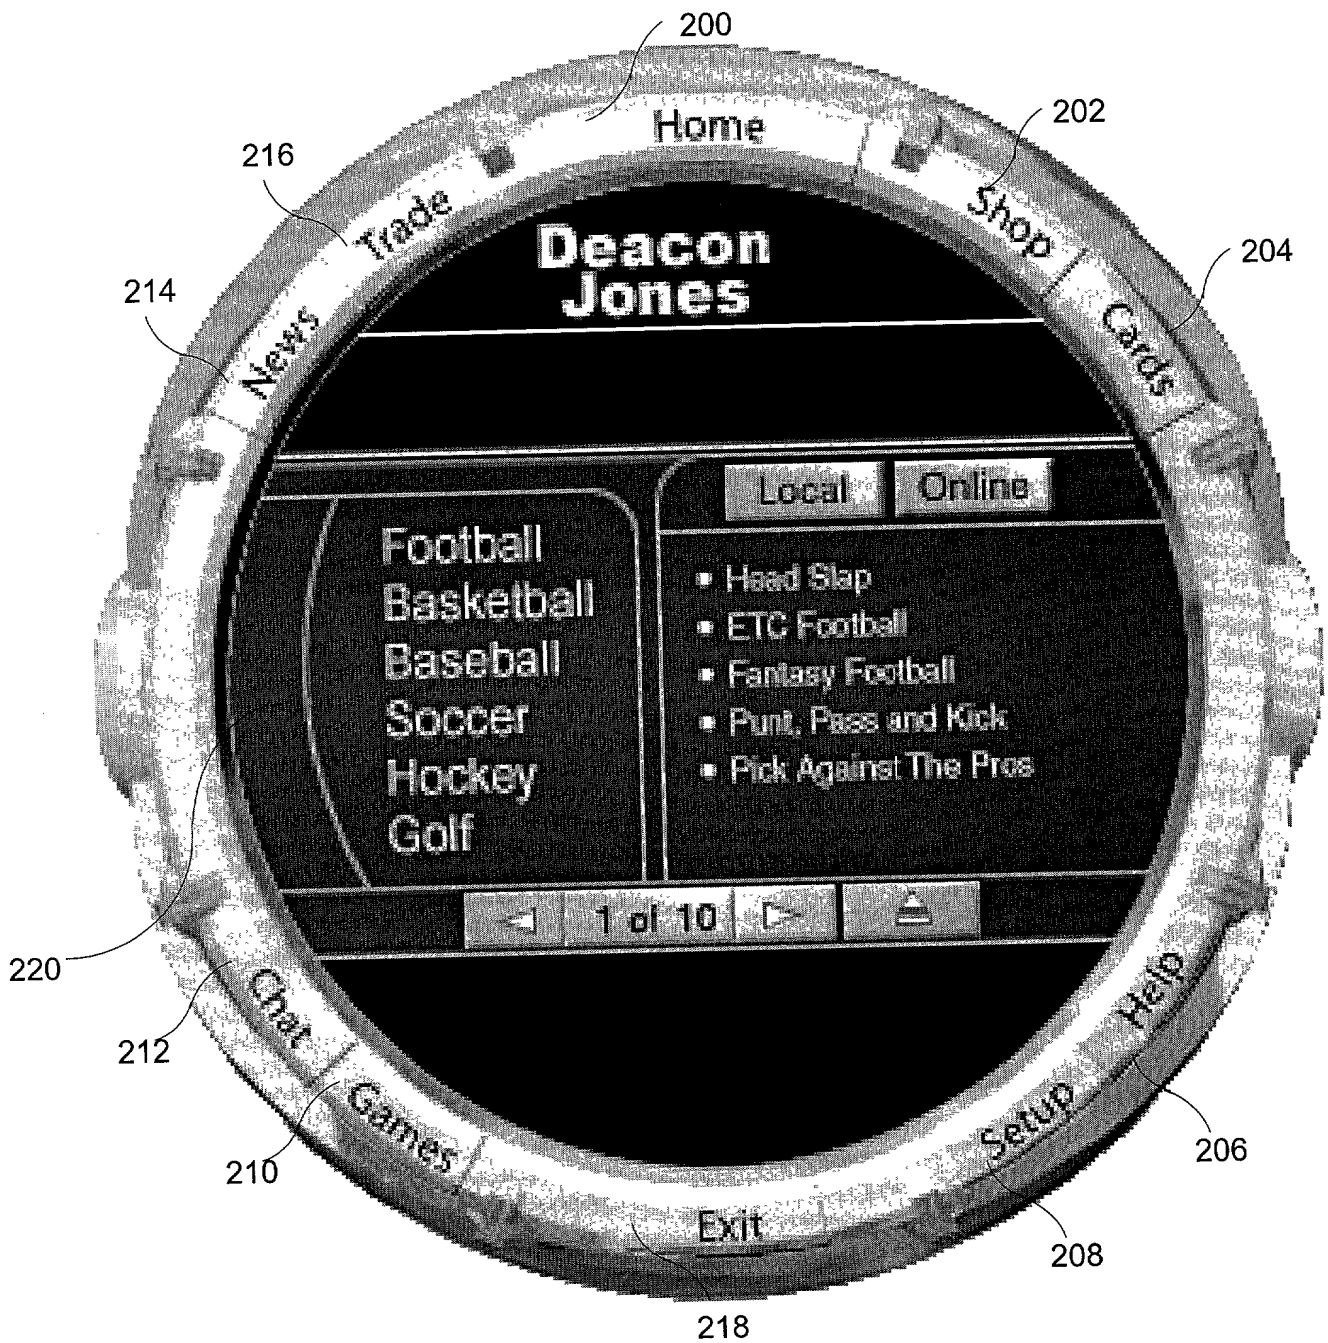 200
Home
202
Shop
216
Trade
204
Cards
214
News
Deacon
Jones
Local
Online
Football
Basketball
Baseball
Soccer
Hockey
Golf
Head Slap
ETC Football
Fantasy Football
Punt, Pass and Kick
Pick Against The Pros
1 of 10
220
212
Chat
Help
206
210
Games
Setup
208
Exit
218